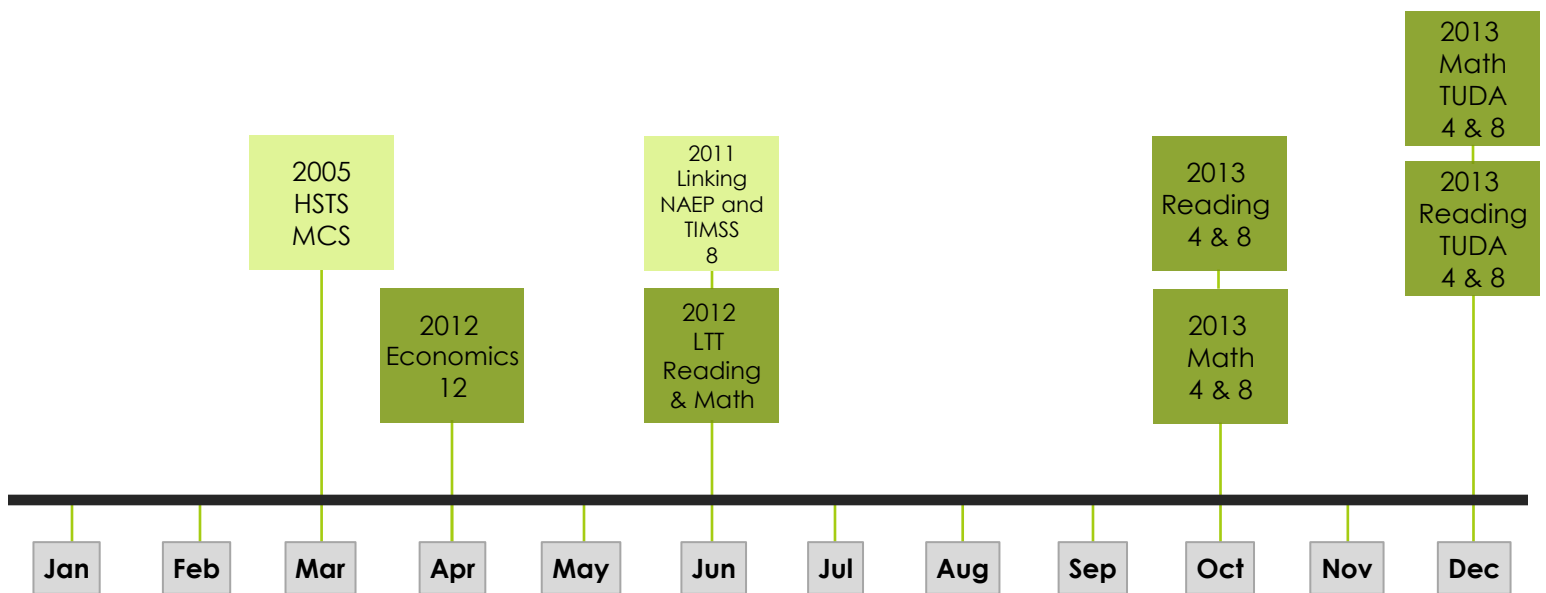 2005
HSTS
MCS
2012
Economics
12
2011
Linking
NAEP and
TIMSS
8
2012
LTT
Reading
& Math
2013
Reading
4 & 8
2013
Math
4 & 8
2013
Math
TUDA
4 & 8
2013
Reading
TUDA
4 & 8
Jan
Feb
Mar
Apr
May
Jun
Jul
Aug
Sep
Oct
Nov
Dec